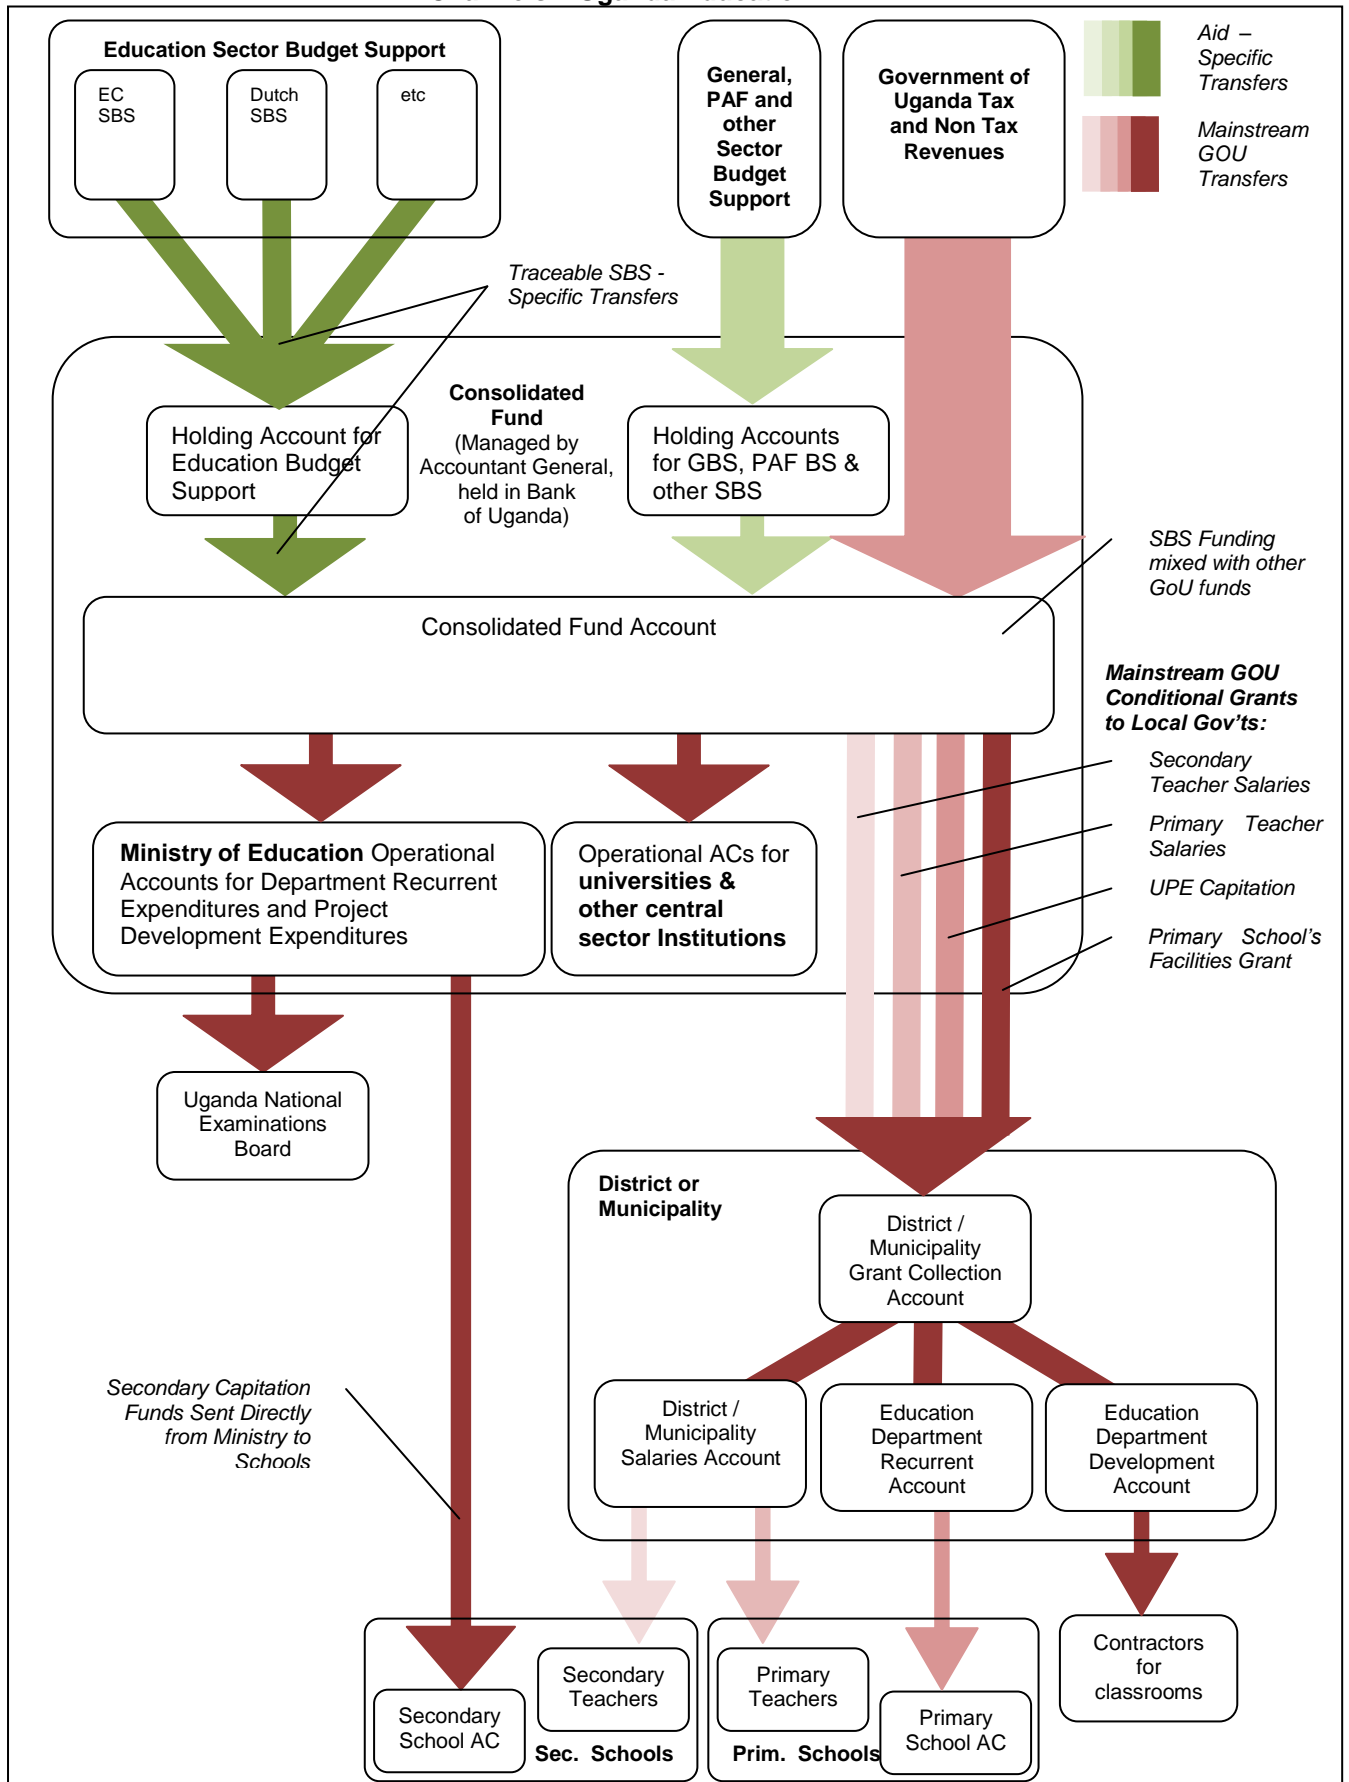 Education Sector Budget Support
EC
SBS
Dutch
SBS
etc
General,
PAF and
other
Sector
Budget
Support
Government of
Uganda Tax
and Non Tax
Revenues
Aid –
Specific
Transfers
Mainstream
GOU
Transfers
Traceable SBS -
Specific Transfers
Holding Account for
Education Budget
Support
Consolidated
Fund
(Managed by
Accountant General,
held in Bank
of Uganda)
Holding Accounts
for GBS, PAF BS &
other SBS
SBS Funding
mixed with other
GoU funds
Consolidated Fund Account
Mainstream GOU
Conditional Grants
to Local Gov'ts:
Secondary
Teacher Salaries
Primary Teacher
Salaries
UPE Capitation
Primary School's
Facilities Grant
Ministry of Education Operational
Accounts for Department Recurrent
Expenditures and Project
Development Expenditures
Operational ACs for
universities &
other central
sector Institutions
Uganda National
Examinations
Board
District or
Municipality
District /
Municipality
Grant Collection
Account
Secondary Capitation
Funds Sent Directly
from Ministry to
Schools
District /
Municipality
Salaries Account
Education
Department
Recurrent
Account
Education
Department
Development
Account
Secondary
School AC
Secondary
Teachers
Sec. Schools
Primary
Teachers
Prim. Schools
Primary
School AC
Contractors
for
classrooms